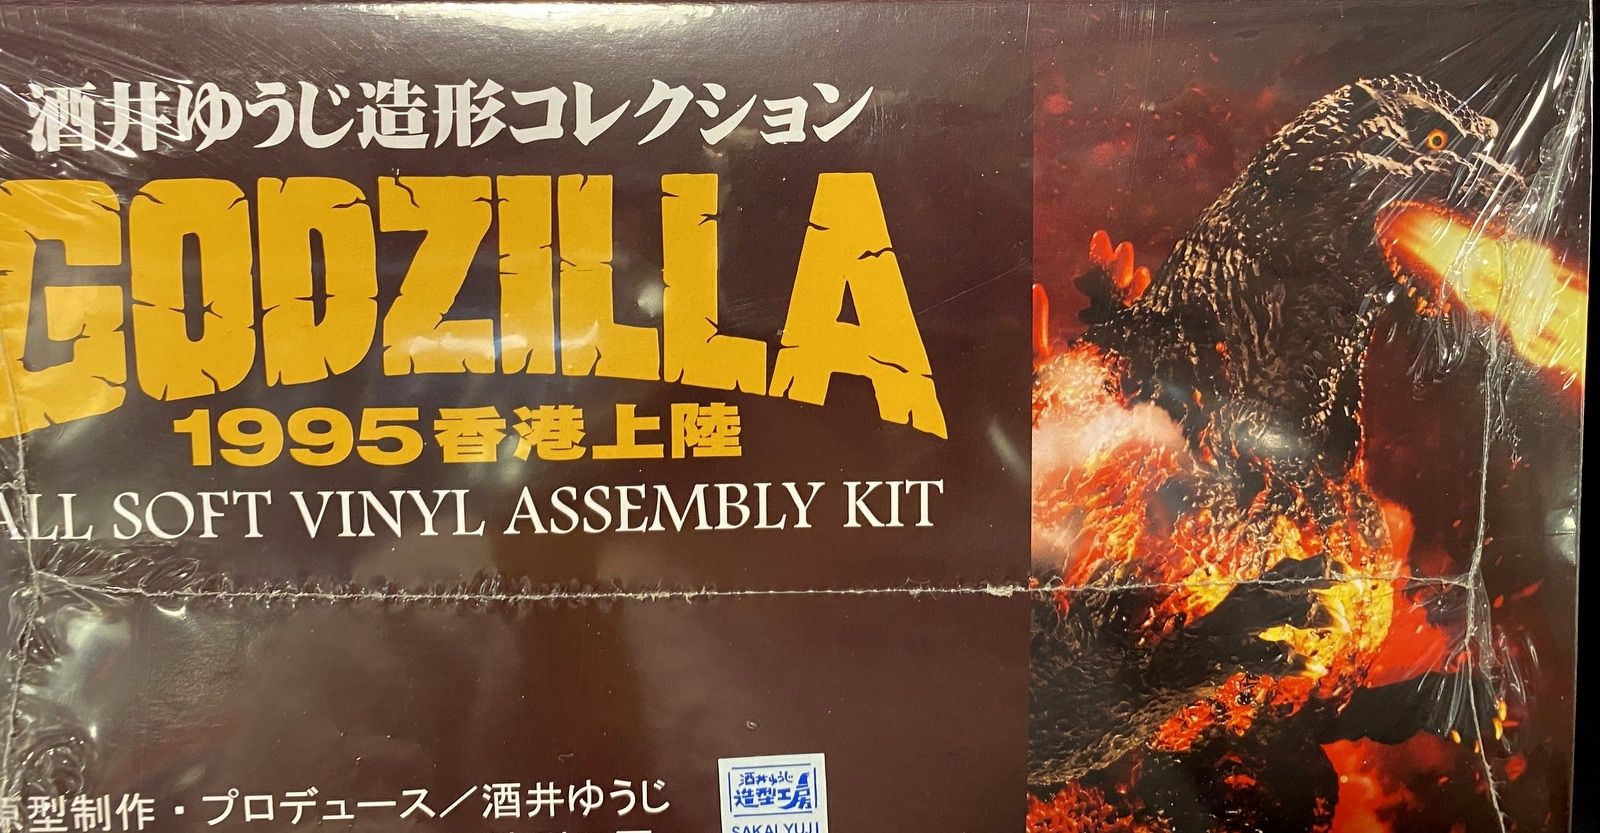 酒井ゆうじ造形コレクション
GODZILLA
1995香港上陸
ALL SOFT VINYL ASSEMBLY KIT
原型制作・プロデュース／酒井ゆうじ
酒井ゆうじ
造型工房
SAKAI YUJI